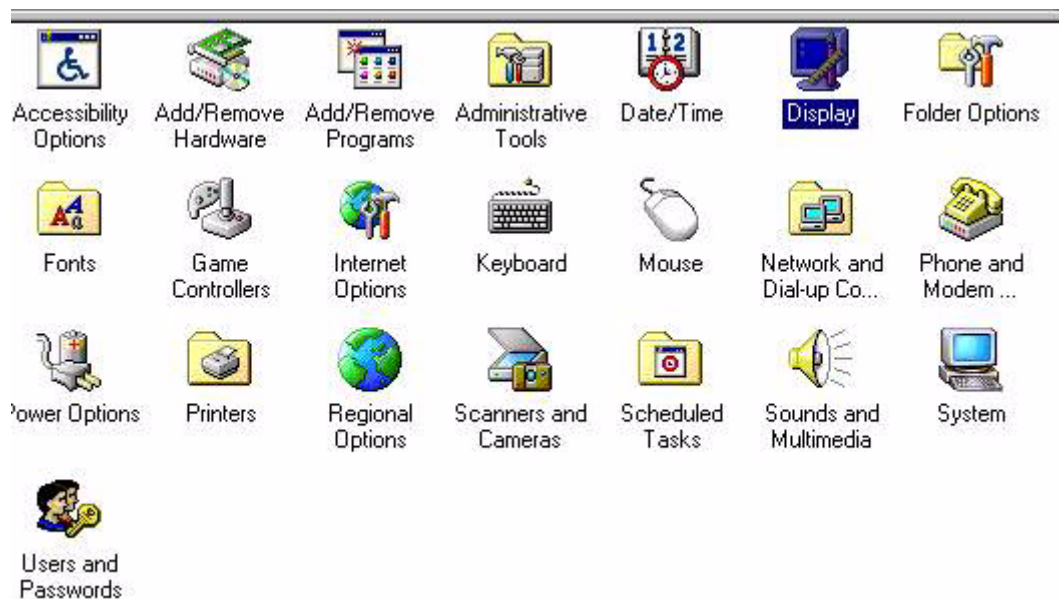 Accessibility Options
Add/Remove Hardware
Add/Remove Programs
Administrative Tools
Date/Time
Display
Folder Options
Fonts
Game Controllers
Internet Options
Keyboard
Mouse
Network and Dial-up Co...
Phone and Modem ...
Power Options
Printers
Regional Options
Scanners and Cameras
Scheduled Tasks
Sounds and Multimedia
System
Users and Passwords